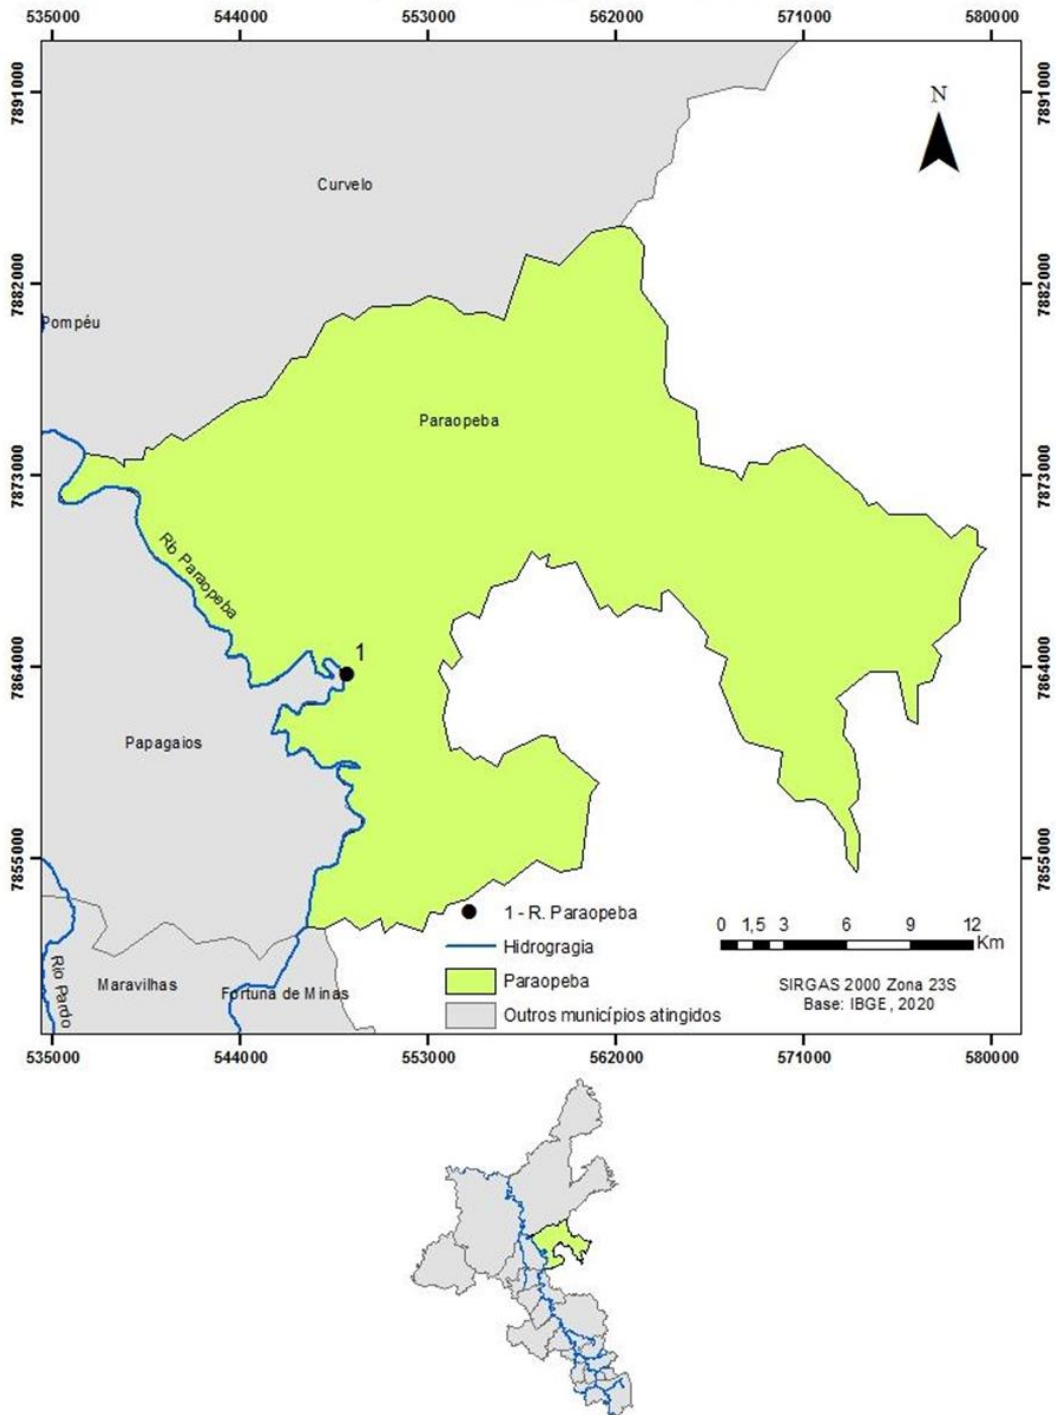 535000 544000 553000 562000 571000 580000
7891000 7891000
N
Curvelo
7882000 7882000
Pompéu
Paraopeba
7873000 7873000
Rio Paraopeba
1
7864000 7864000
Papagaios
7855000 7855000
1 - R. Paraopeba
0 1,5 3 6 9 12
Km
Hidrogragia
Maravilhas
Paraopeba
SIRGAS 2000 Zona 23S
Rio Pardo
Fortuna de Minas
Base: IBGE, 2020
Outros municípios atingidos
535000 544000 553000 562000 571000 580000